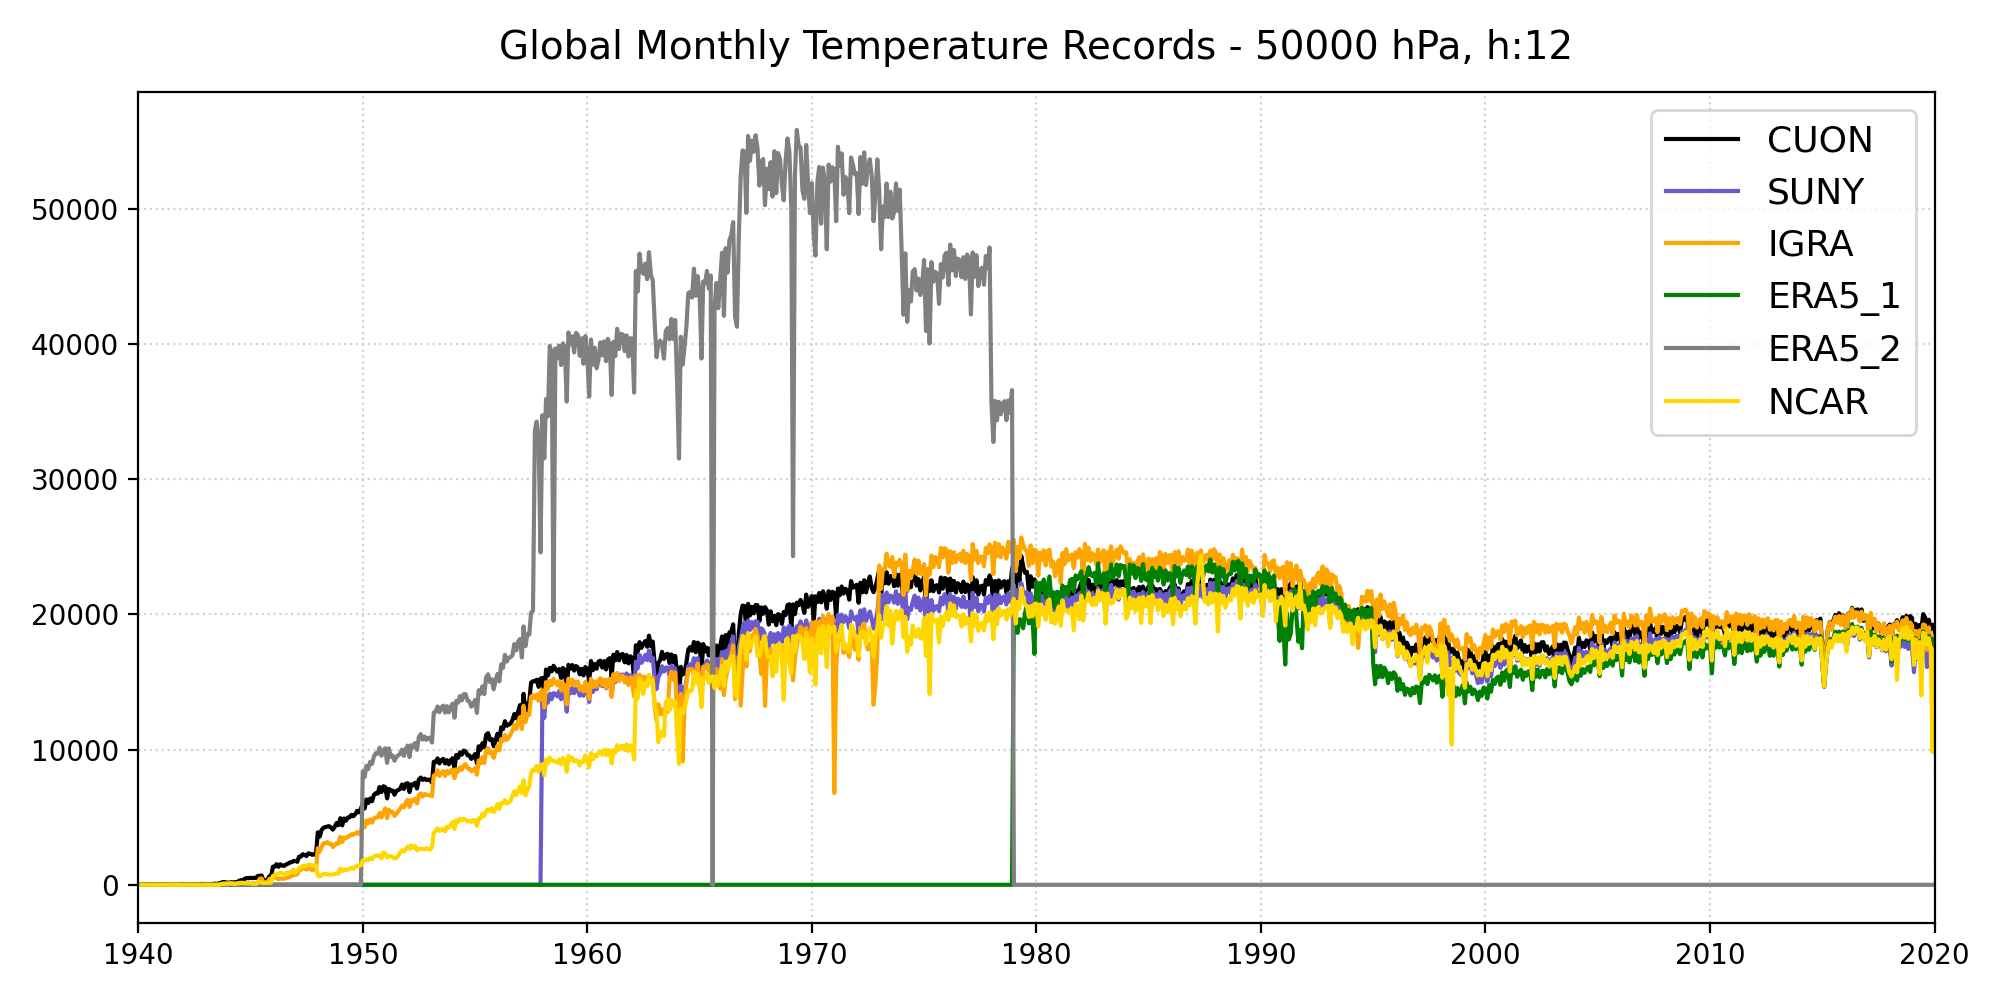 Global Monthly Temperature Records - 50000 hPa, h:12
CUON
SUNY
IGRA
ERA5_1
ERA5_2
NCAR
50000
40000
30000
20000
10000
0
1940 1950 1960 1970 1980 1990 2000 2010 2020